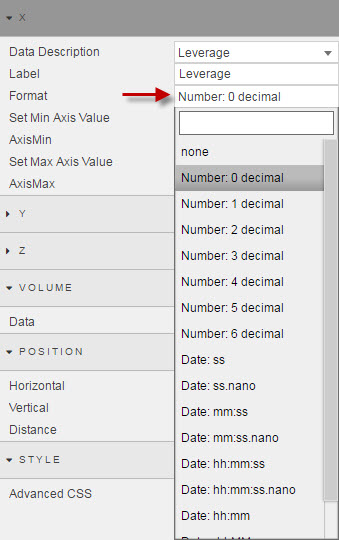 X
Data Description Leverage
Label Leverage
Format Number: 0 decimal
Set Min Axis Value
AxisMin none
Set Max Axis Value Number: 0 decimal
AxisMax Number: 1 decimal
Y Number: 2 decimal
Z Number: 3 decimal
VOLUME Number: 4 decimal
Data Number: 5 decimal
POSITION Number: 6 decimal
Horizontal Date: ss
Vertical Date: ss.nano
Distance Date: mm:ss
STYLE Date: mm:ss.nano
Advanced CSS Date: hh:mm:ss
Date: hh:mm:ss.nano
Date: hh:mm